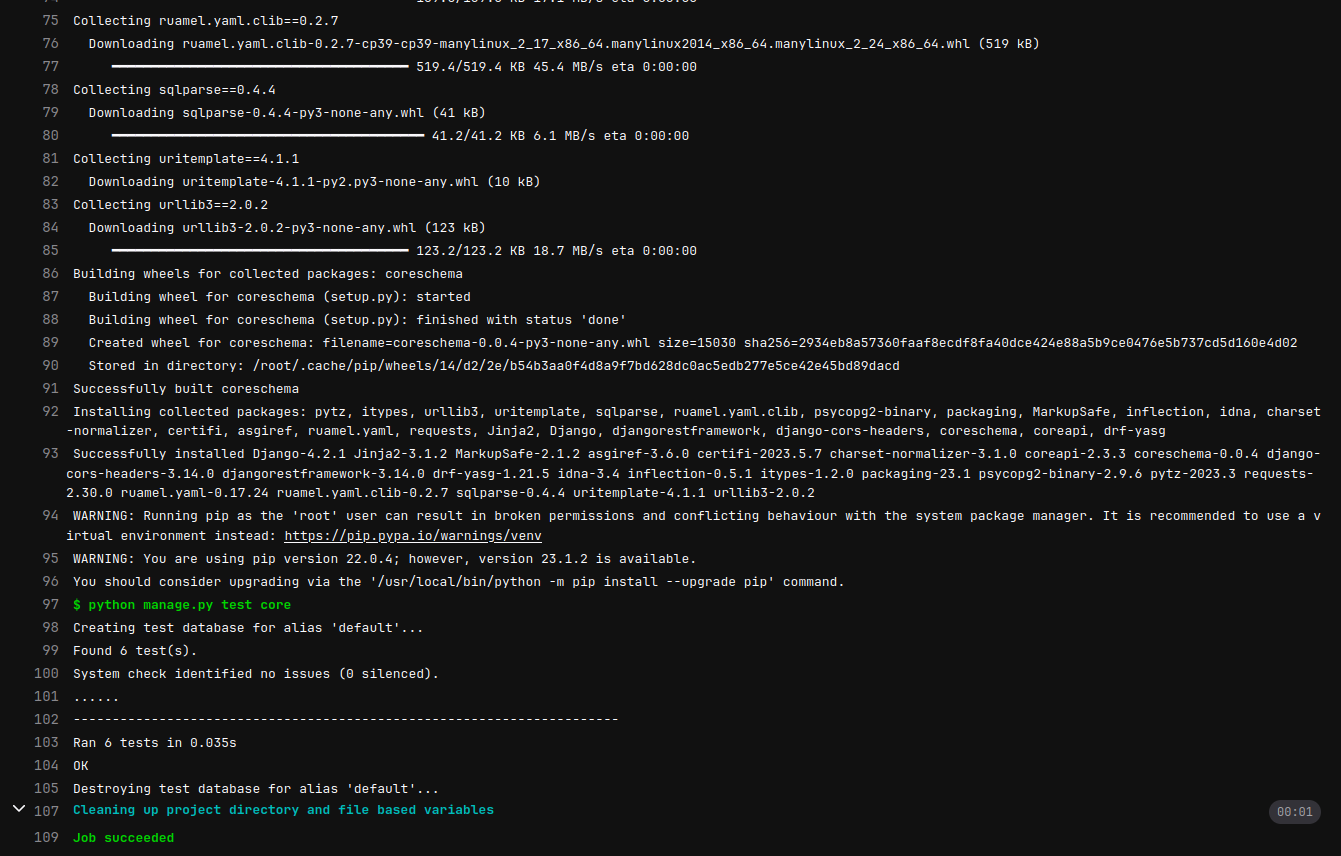 75 Collecting ruamel.yaml.clib==0.2.7
76 Downloading ruamel.yaml.clib-0.2.7-cp39-cp39-manylinux_2_17_x86_64.manylinux2014_x86_64.manylinux_2_24_x86_64.whl (519 kB)
77 ━━━━━━━━━━━━━━━━━━━━━━━━━━━━━━━━━━━━━━ 519.4/519.4 KB 45.4 MB/s eta 0:00:00
78 Collecting sqlparse==0.4.4
79 Downloading sqlparse-0.4.4-py3-none-any.whl (41 kB)
80 ━━━━━━━━━━━━━━━━━━━━━━━━━━━━━━━━━━━━━━━━ 41.2/41.2 KB 6.1 MB/s eta 0:00:00
81 Collecting uritemplate==4.1.1
82 Downloading uritemplate-4.1.1-py2.py3-none-any.whl (10 kB)
83 Collecting urllib3==2.0.2
84 Downloading urllib3-2.0.2-py3-none-any.whl (123 kB)
85 ━━━━━━━━━━━━━━━━━━━━━━━━━━━━━━━━━━━━━━ 123.2/123.2 KB 18.7 MB/s eta 0:00:00
86 Building wheels for collected packages: coreschema
87 Building wheel for coreschema (setup.py): started
88 Building wheel for coreschema (setup.py): finished with status 'done'
89 Created wheel for coreschema: filename=coreschema-0.0.4-py3-none-any.whl size=15030 sha256=2934eb8a57360faaf8ecdf8fa40dce424e88a5b9ce0476e5b737cd5d160e4d02
90 Stored in directory: /root/.cache/pip/wheels/14/d2/2e/b54b3aa0f4d8a9f7bd628dc0ac5edb277e5ce42e45bd89dacd
91 Successfully built coreschema
92 Installing collected packages: pytz, itypes, urllib3, uritemplate, sqlparse, ruamel.yaml.clib, psycopg2-binary, packaging, MarkupSafe, inflection, idna, charset
-normalizer, certifi, asgiref, ruamel.yaml, requests, Jinja2, Django, djangorestframework, django-cors-headers, coreschema, coreapi, drf-yasg
93 Successfully installed Django-4.2.1 Jinja2-3.1.2 MarkupSafe-2.1.2 asgiref-3.6.0 certifi-2023.5.7 charset-normalizer-3.1.0 coreapi-2.3.3 coreschema-0.0.4 django-
cors-headers-3.14.0 djangorestframework-3.14.0 drf-yasg-1.21.5 idna-3.4 inflection-0.5.1 itypes-1.2.0 packaging-23.1 psycopg2-binary-2.9.6 pytz-2023.3 requests-
2.30.0 ruamel.yaml-0.17.24 ruamel.yaml.clib-0.2.7 sqlparse-0.4.4 uritemplate-4.1.1 urllib3-2.0.2
94 WARNING: Running pip as the 'root' user can result in broken permissions and conflicting behaviour with the system package manager. It is recommended to use a v
irtual environment instead: https://pip.pypa.io/warnings/venv
95 WARNING: You are using pip version 22.0.4; however, version 23.1.2 is available.
96 You should consider upgrading via the '/usr/local/bin/python -m pip install --upgrade pip' command.
97 $ python manage.py test core
98 Creating test database for alias 'default'...
99 Found 6 test(s).
100 System check identified no issues (0 silenced).
101 ......
102 ----------------------------------------------------------------------
103 Ran 6 tests in 0.035s
104 OK
105 Destroying test database for alias 'default'...
107 Cleaning up project directory and file based variables 00:01
109 Job succeeded